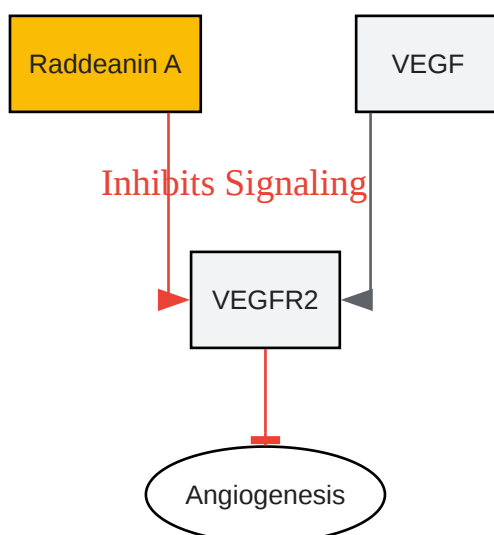 Raddeanin A
VEGF
Inhibits Signaling
VEGFR2
Angiogenesis